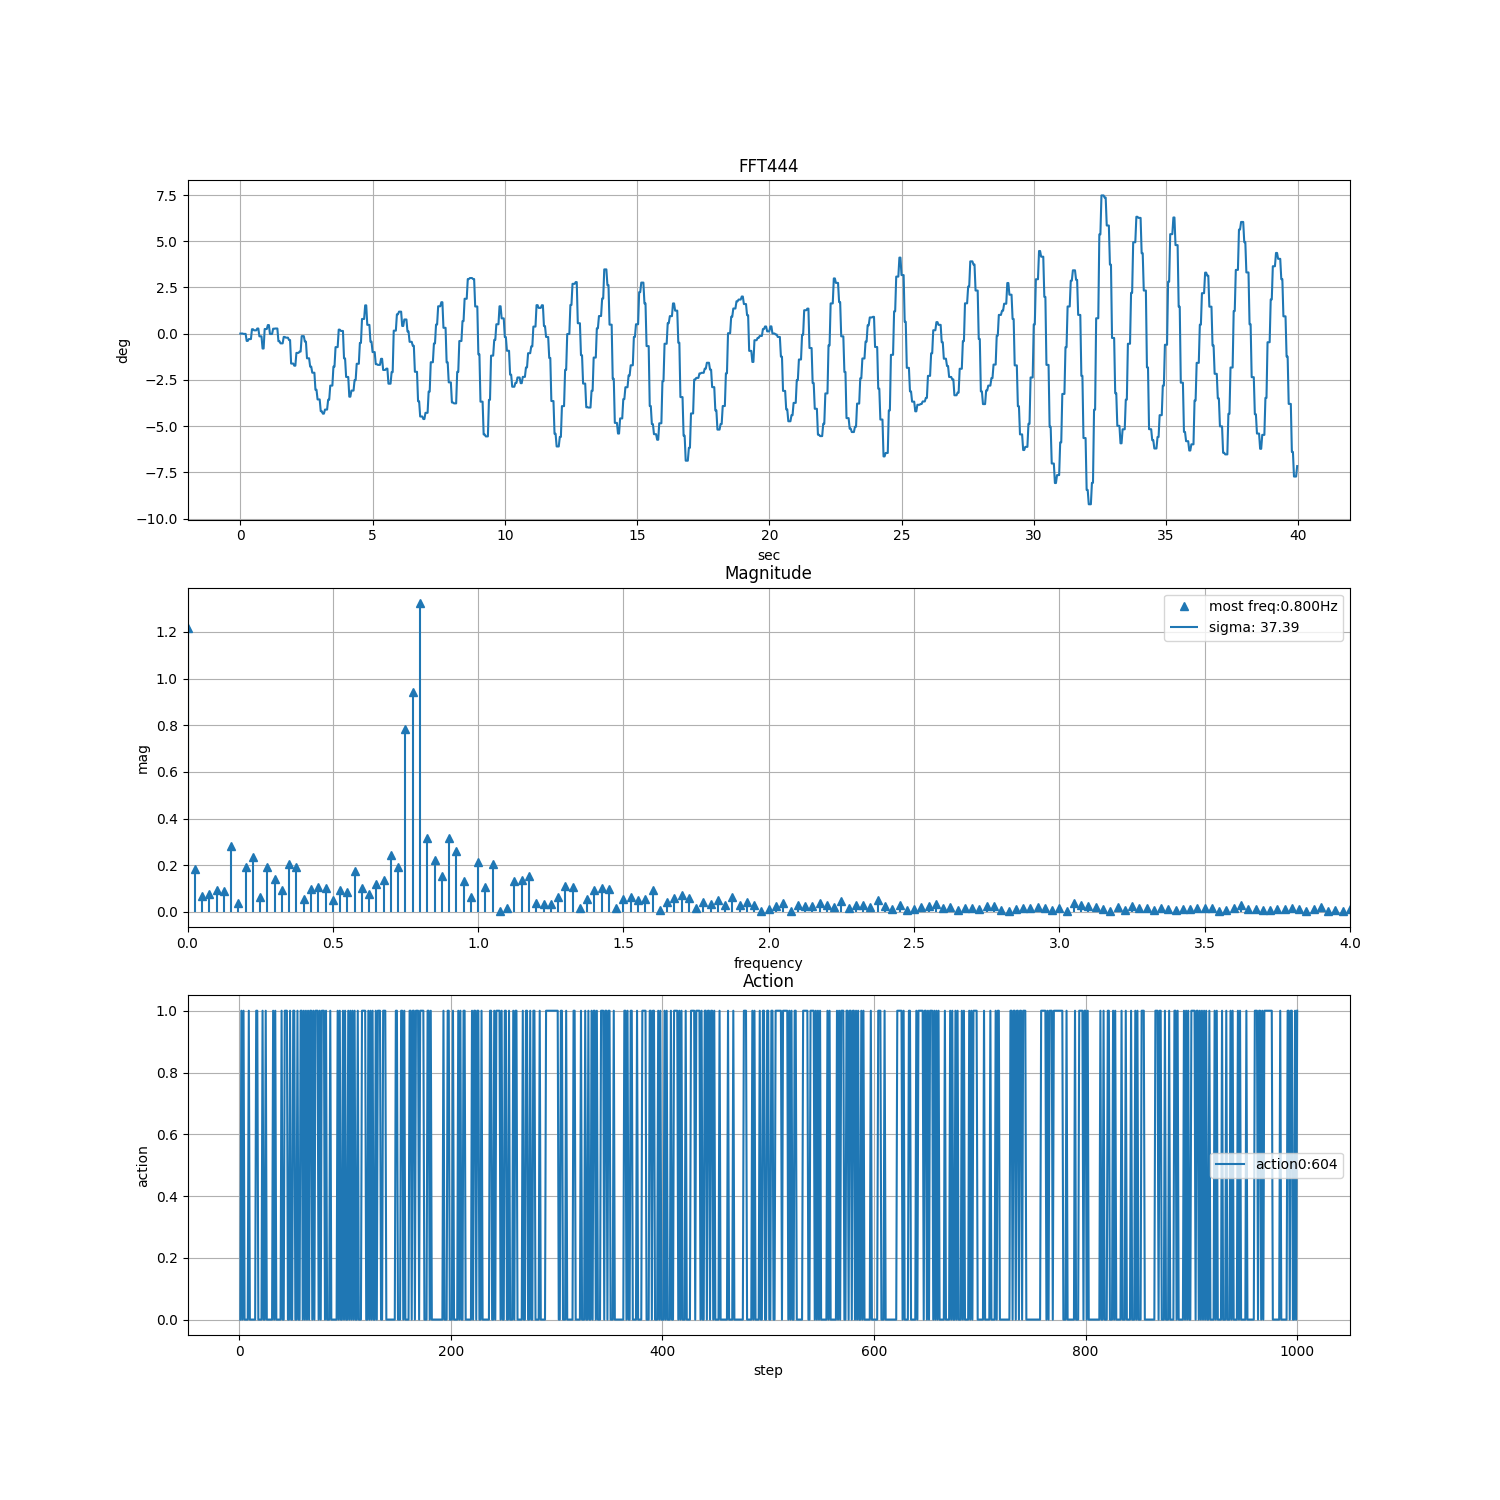 FFT444
7.5
5.0
2.5
0.0
−2.5
−5.0
−7.5
−10.0
deg
0 5 10 15 20 25 30 35 40
sec
Magnitude
most freq:0.800Hz
sigma: 37.39
1.2
1.0
0.8
0.6
0.4
0.2
0.0
mag
0.0 0.5 1.0 1.5 2.0 2.5 3.0 3.5 4.0
frequency
Action
1.0
0.8
0.6
0.4
0.2
0.0
action
action0:604
0 200 400 600 800 1000
step